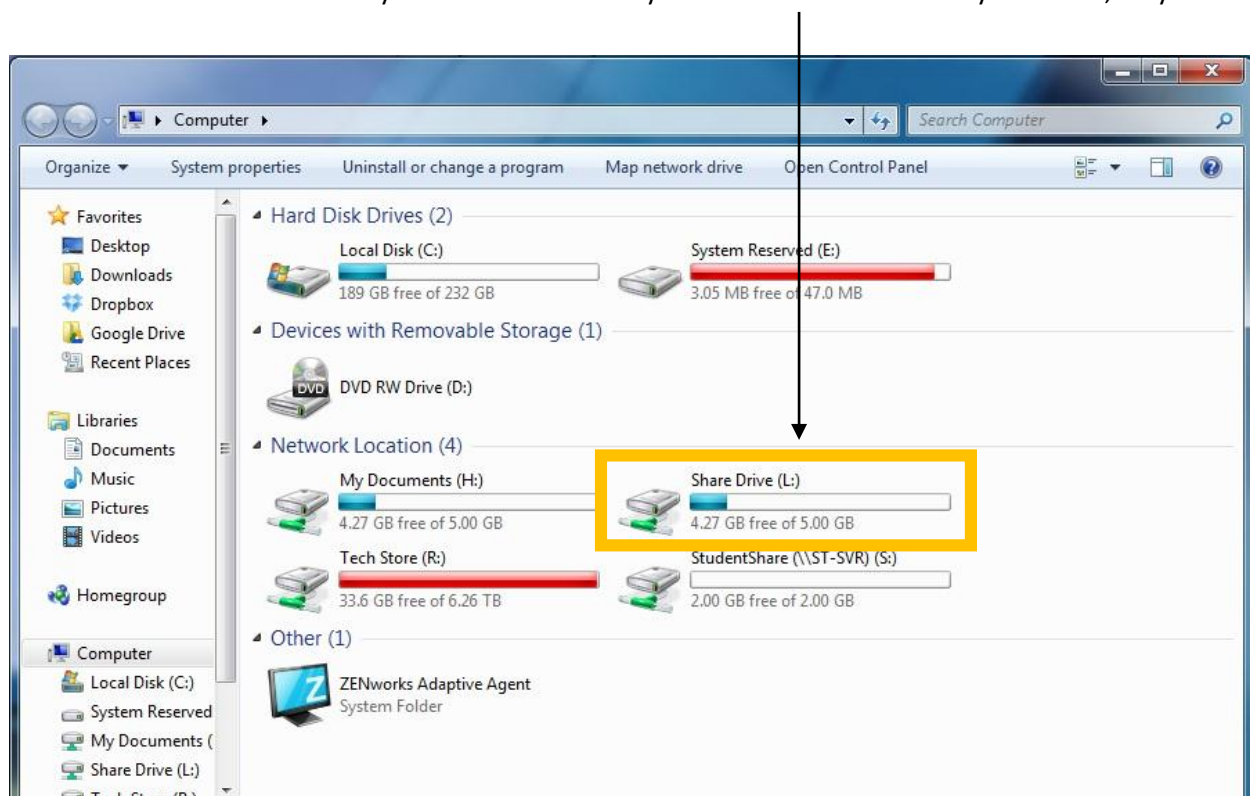 Computer
Search Computer
Organize
System properties
Uninstall or change a program
Map network drive
Open Control Panel
Favorites
Desktop
Downloads
Dropbox
Google Drive
Recent Places
Libraries
Documents
Music
Pictures
Videos
Homegroup
Computer
Local Disk (C:)
System Reserved
My Documents (
Share Drive (L:)
Hard Disk Drives (2)
Local Disk (C:)
189 GB free of 232 GB
System Reserved (E:)
3.05 MB free of 47.0 MB
Devices with Removable Storage (1)
DVD
DVD RW Drive (D:)
Network Location (4)
My Documents (H:)
4.27 GB free of 5.00 GB
Share Drive (L:)
4.27 GB free of 5.00 GB
Tech Store (R:)
33.6 GB free of 6.26 TB
StudentShare (\\ST-SVR) (S:)
2.00 GB free of 2.00 GB
Other (1)
Z
ZENworks Adaptive Agent
System Folder